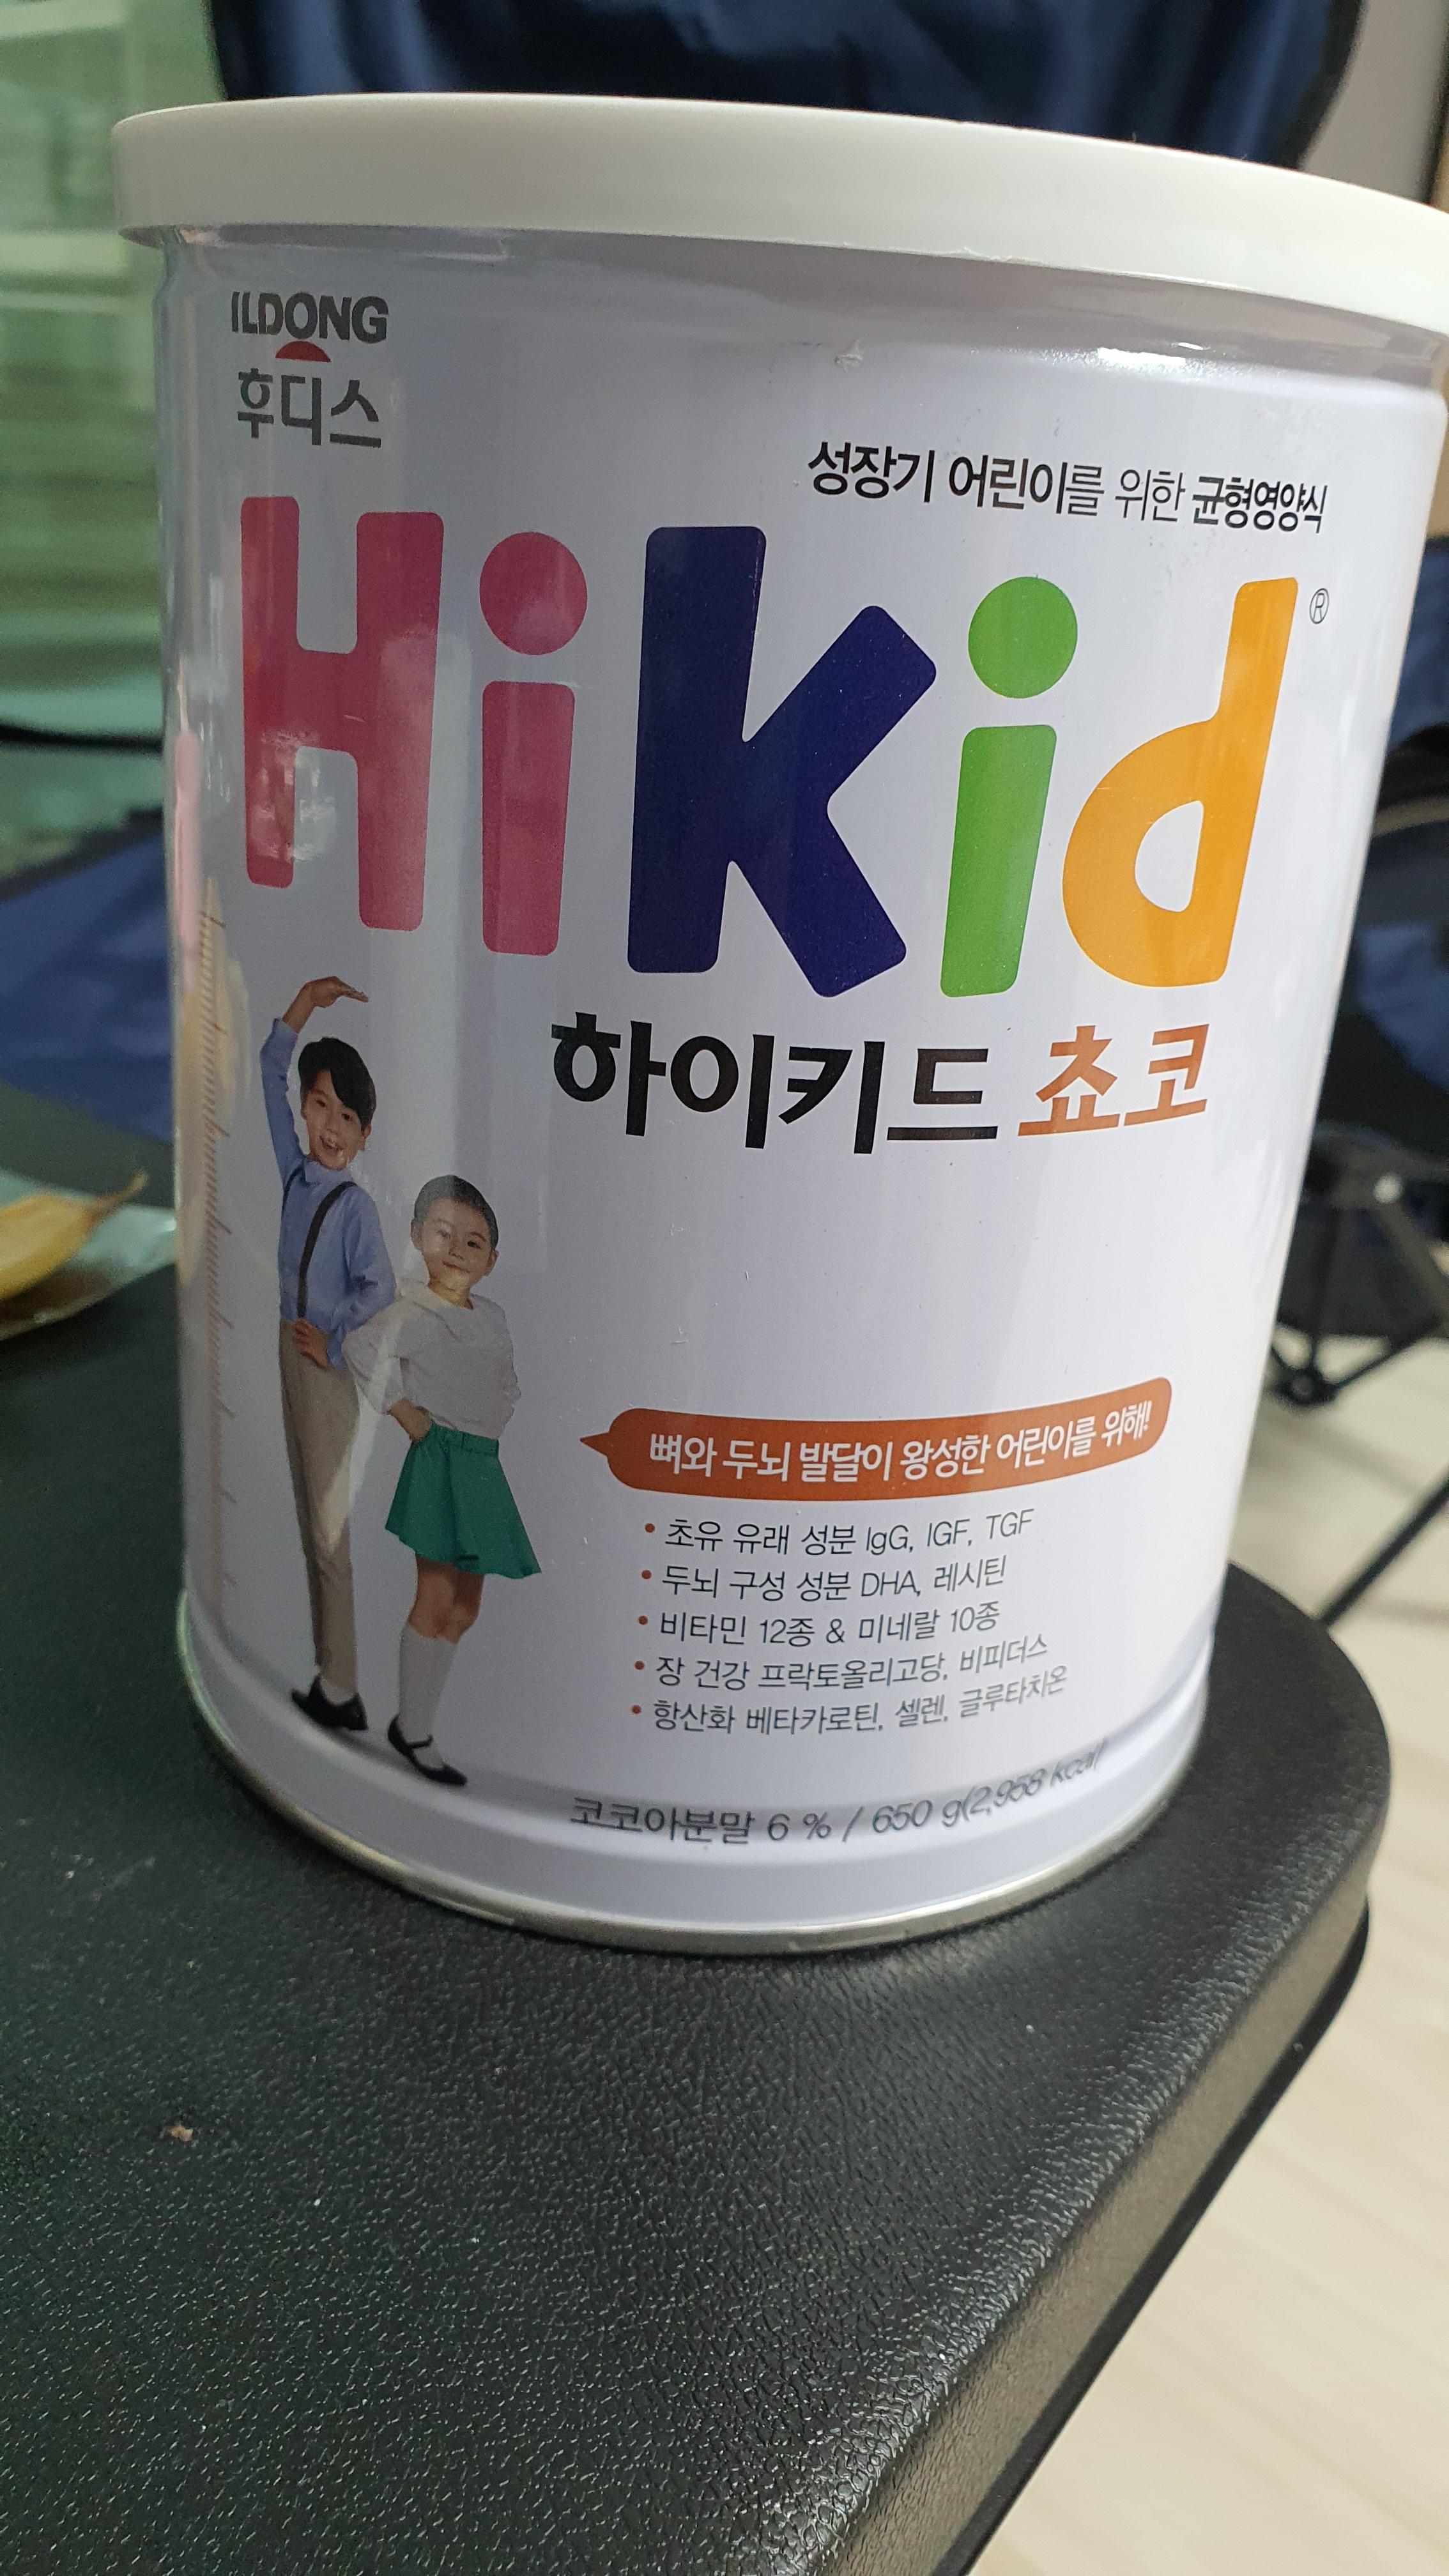 ILDONG
후디스
성장기 어린이를 위한 균형영양식
Hikid®
하이키드 쵸코
뼈와 두뇌 발달이 왕성한 어린이를 위해!
• 초유 유래 성분 IgG, IGF, TGF
• 두뇌 구성 성분 DHA, 레시틴
• 비타민 12종 & 미네랄 10종
• 장 건강 프락토올리고당, 비피더스
• 항산화 베타카로틴, 셀렌, 글루타치온
코코아분말 6 % / 650 g(2,958 kcal)